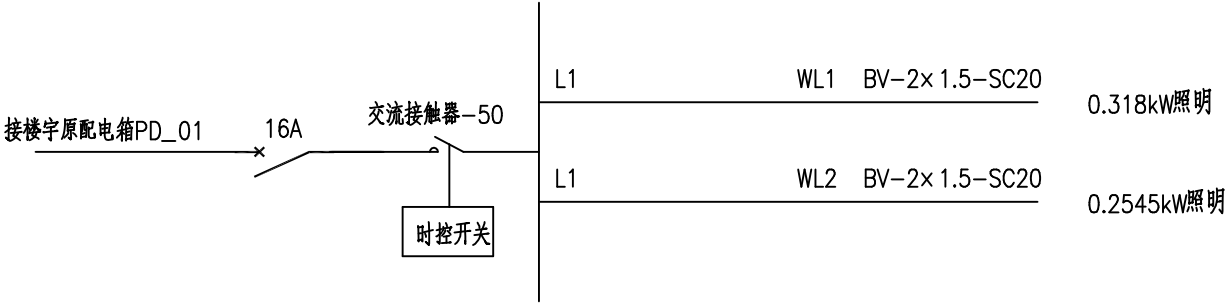 接楼宇原配电箱PD_01
16A
交流接触器-50
时控开关
L1 WL1 BV-2×1.5-SC20
0.318kW照明
L1 WL2 BV-2×1.5-SC20
0.2545kW照明